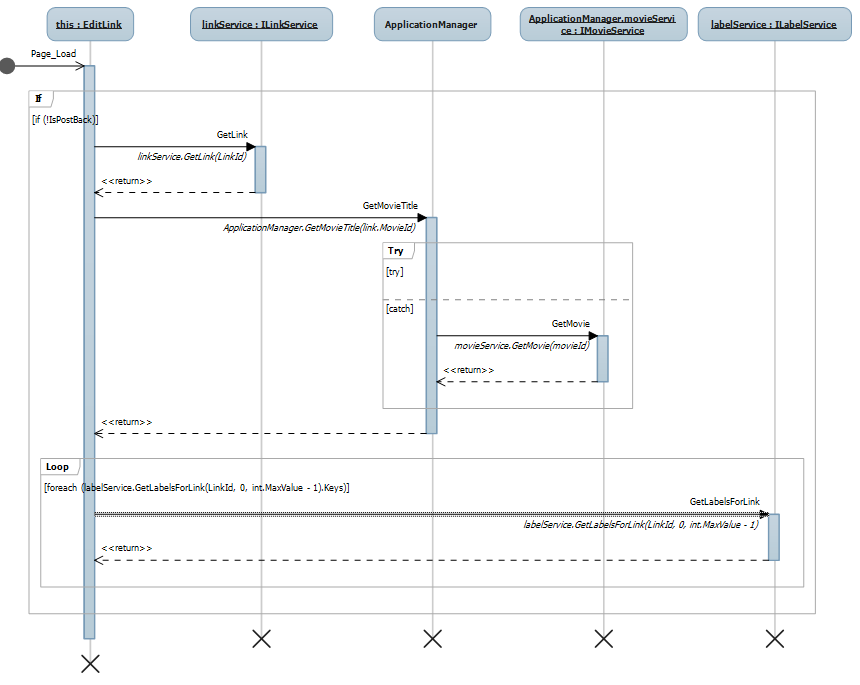 this : EditLink
linkService : ILinkService
ApplicationManager
ApplicationManager.movieServi
ce : IMovieService
labelService : ILabelService
Page_Load
If
[if (!IsPostBack)]
GetLink
linkService.GetLink(LinkId)
<<return>>
GetMovieTitle
ApplicationManager.GetMovieTitle(link.MovieId)
Try
[try]
[catch]
GetMovie
movieService.GetMovie(movieId)
<<return>>
<<return>>
Loop
[foreach (labelService.GetLabelsForLink(LinkId, 0, int.MaxValue - 1).Keys)]
GetLabelsForLink
labelService.GetLabelsForLink(LinkId, 0, int.MaxValue - 1)
<<return>>